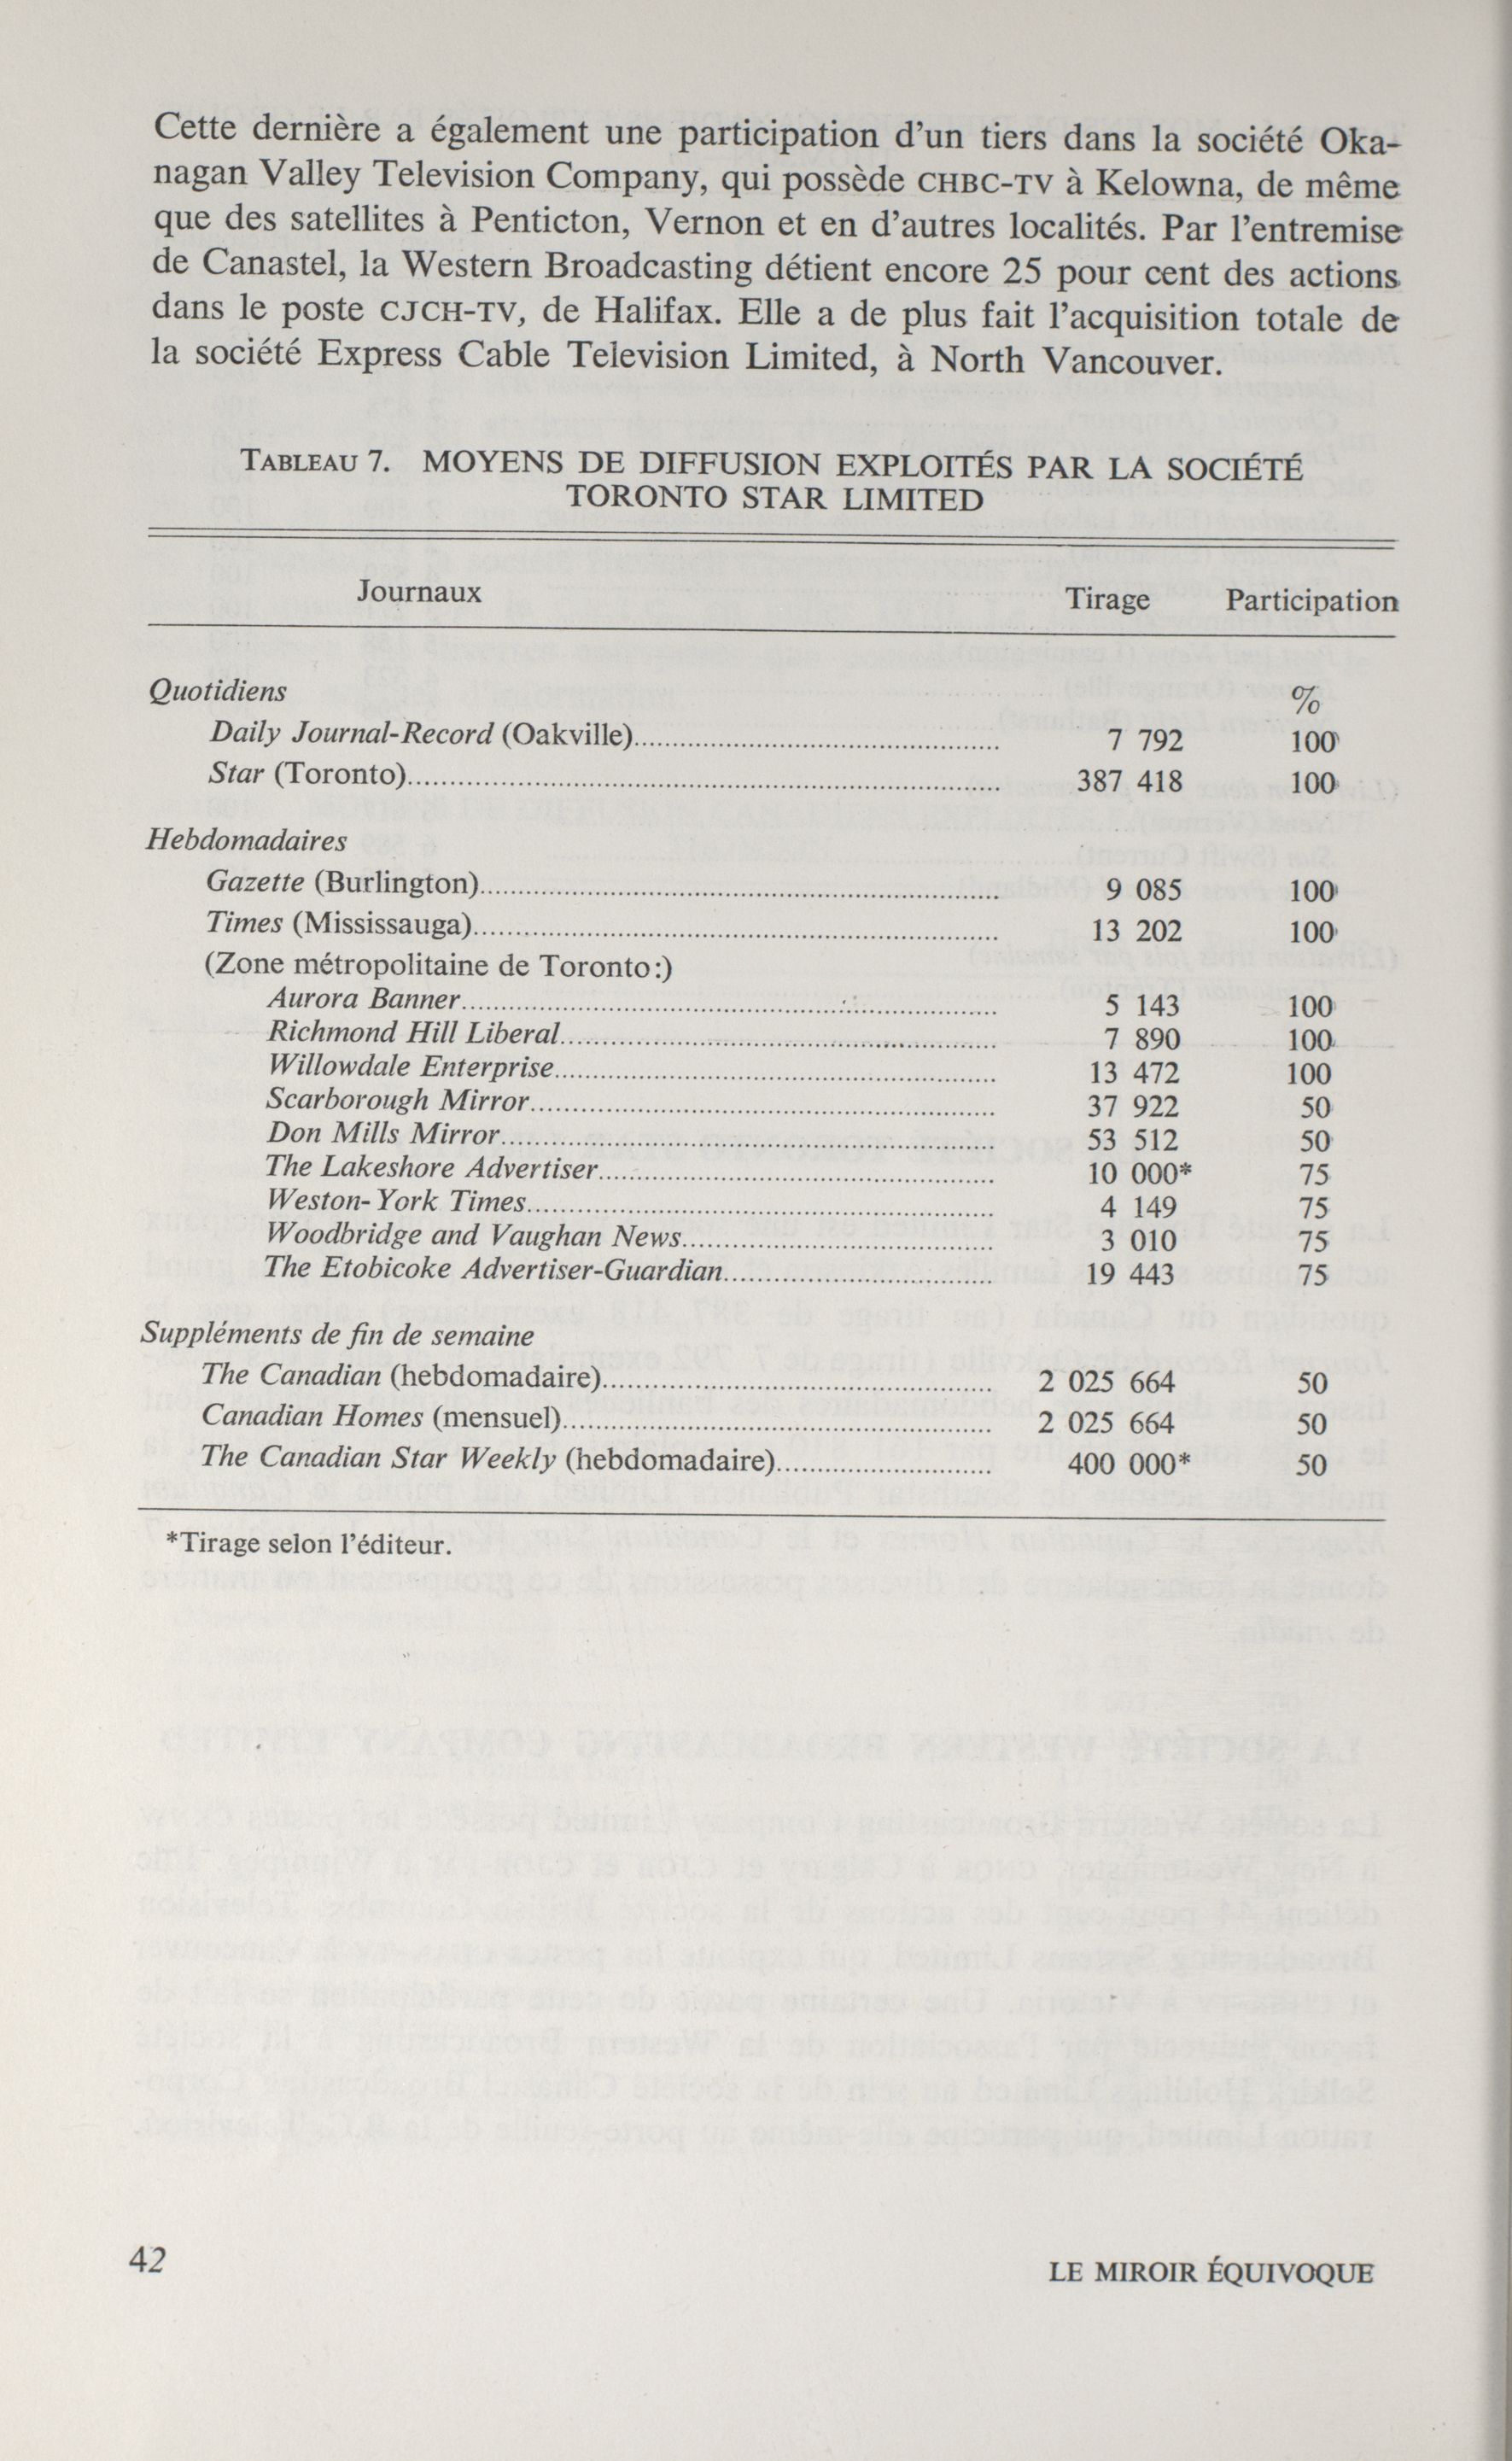 Cette dernière a également une participation d'un tiers dans la société Oka-
nagan Valley Television Company, qui possède CHBC-TV à Kelowna, de même
que des satellites à Penticton, Vernon et en d'autres localités. Par l'entremise
de Canastel, la Western Broadcasting détient encore 25 pour cent des actions
dans le poste CJCH-TV, de Halifax. Elle a de plus fait l'acquisition totale de
la société Express Cable Television Limited, à North Vancouver.
TABLEAU 7. MOYENS DE DIFFUSION EXPLOITÉS PAR LA SOCIÉTÉ
TORONTO STAR LIMITED
Journaux Tirage Participation
Quotidiens %
Daily Journal-Record (Oakville) 7 792 100
Star (Toronto) 387 418 100
Hebdomadaires
Gazette (Burlington) 9 085 100
Times (Mississauga) 13 202 100
(Zone métropolitaine de Toronto:)
Aurora Banner 5 143 100
Richmond Hill Liberal 7 890 100
Willowdale Enterprise 13 472 100
Scarborough Mirror 37 922 50
Don Mills Mirror 53 512 50
The Lakeshore Advertiser 10 000* 75
Weston-York Times 4 149 75
Woodbridge and Vaughan News 3 010 75
The Etobicoke Advertiser-Guardian 19 443 75
Suppléments de fin de semaine
The Canadian (hebdomadaire) 2 025 664 50
Canadian Homes (mensuel) 2 025 664 50
The Canadian Star Weekly (hebdomadaire) 400 000* 50
*Tirage selon l'éditeur.
42 LE MIROIR ÉQUIVOQUE